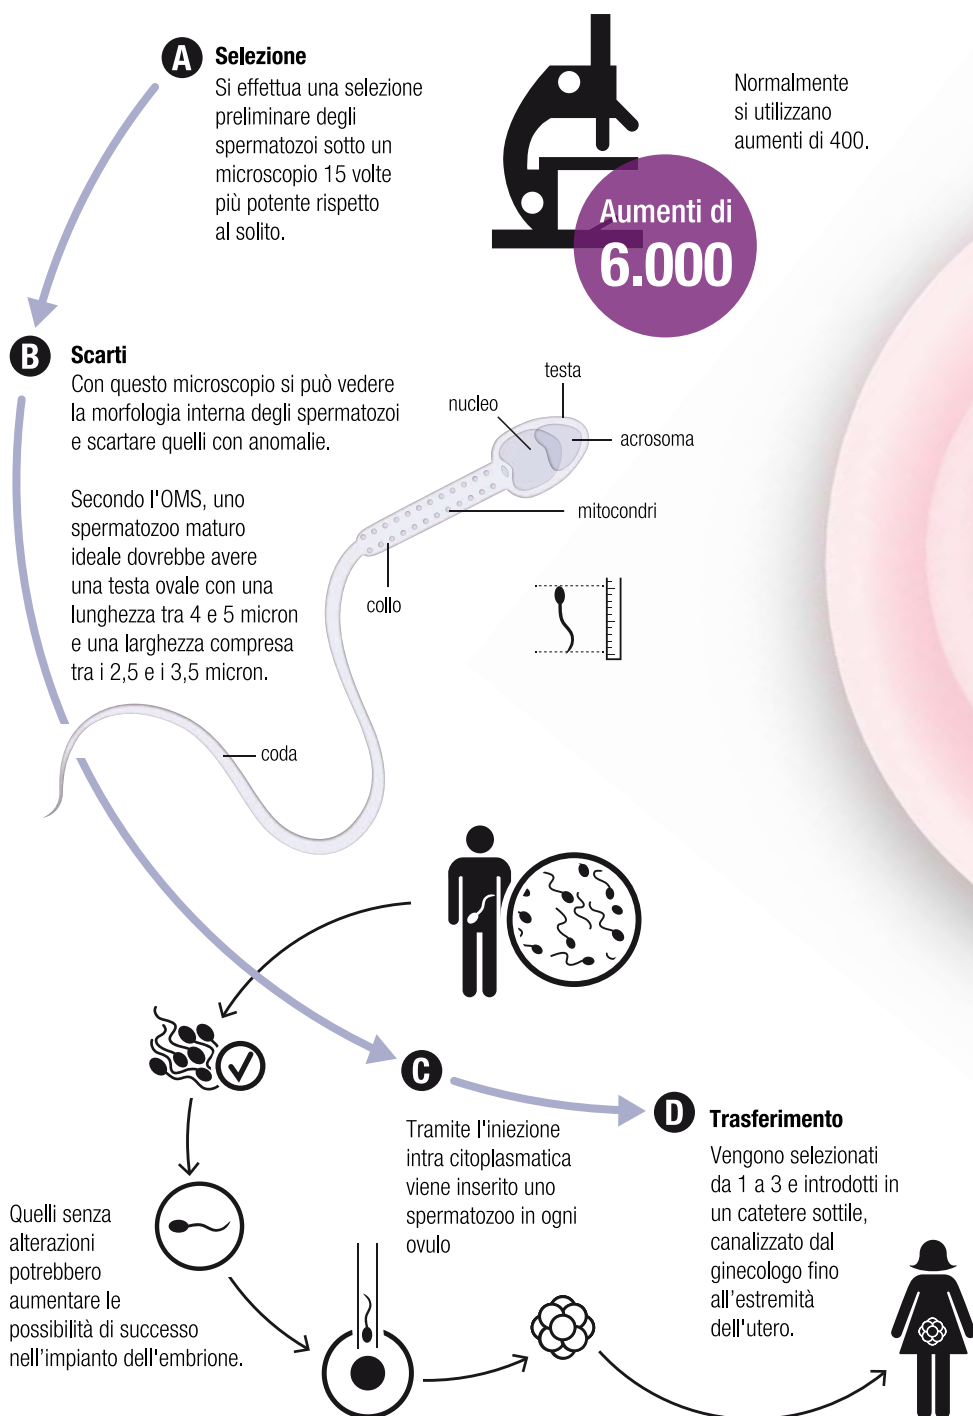 A
Selezione
Si effettua una selezione
preliminare degli
spermatozoi sotto un
microscopio 15 volte
più potente rispetto
al solito.
Normalmente
si utilizzano
aumenti di 400.
Aumenti di
6.000
B
Scarti
Con questo microscopio si può vedere
la morfologia interna degli spermatozoi
e scartare quelli con anomalie.
Secondo l'OMS, uno
spermatozoo maturo
ideale dovrebbe avere
una testa ovale con una
lunghezza tra 4 e 5 micron
e una larghezza compresa
tra i 2,5 e i 3,5 micron.
testa
nucleo
acrosoma
mitocondri
collo
coda
C
Tramite l'iniezione
intra citoplasmatica
viene inserito uno
spermatozoo in ogni
ovulo
D
Trasferimento
Vengono selezionati
da 1 a 3 e introdotti in
un catetere sottile,
canalizzato dal
ginecologo fino
all'estremità
dell'utero.
Quelli senza
alterazioni
potrebbero
aumentare le
possibilità di successo
nell'impianto dell'embrione.